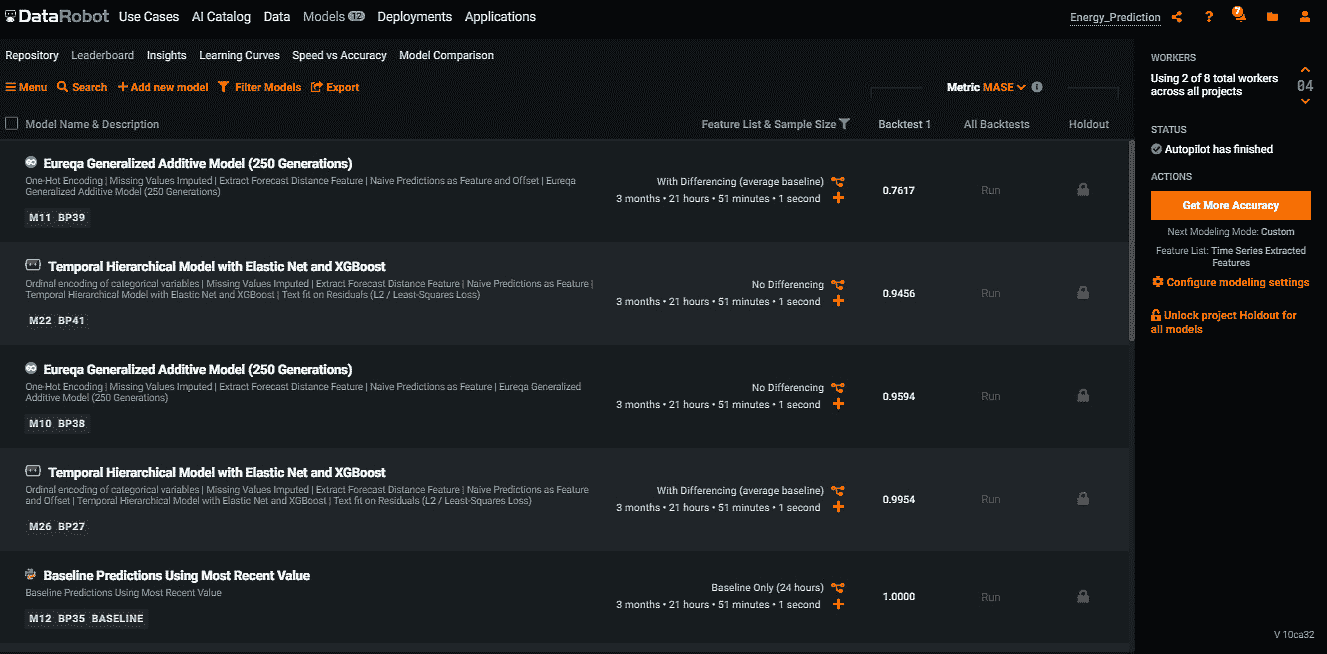 DataRobot Use Cases AI Catalog Data Models 12 Deployments Applications Energy_Prediction ? 7
Repository Leaderboard Insights Learning Curves Speed vs Accuracy Model Comparison
Menu Search + Add new model Filter Models Export Metric MASE
Model Name & Description Feature List & Sample Size Backtest 1 All Backtests Holdout
Eureqa Generalized Additive Model (250 Generations)
One-Hot Encoding | Missing Values Imputed | Extract Forecast Distance Feature | Naive Predictions as Feature and Offset | Eureqa
Generalized Additive Model (250 Generations)
M11 BP39
With Differencing (average baseline)
3 months • 21 hours • 51 minutes • 1 second
0.7617 Run
Temporal Hierarchical Model with Elastic Net and XGBoost
Ordinal encoding of categorical variables | Missing Values Imputed | Extract Forecast Distance Feature | Naive Predictions as Feature |
Temporal Hierarchical Model with Elastic Net and XGBoost | Text fit on Residuals (L2 / Least-Squares Loss)
M22 BP41
No Differencing
3 months • 21 hours • 51 minutes • 1 second
0.9456 Run
Eureqa Generalized Additive Model (250 Generations)
One-Hot Encoding | Missing Values Imputed | Extract Forecast Distance Feature | Naive Predictions as Feature | Eureqa Generalized
Additive Model (250 Generations)
M10 BP38
No Differencing
3 months • 21 hours • 51 minutes • 1 second
0.9594 Run
Temporal Hierarchical Model with Elastic Net and XGBoost
Ordinal encoding of categorical variables | Missing Values Imputed | Extract Forecast Distance Feature | Naive Predictions as Feature
and Offset | Temporal Hierarchical Model with Elastic Net and XGBoost | Text fit on Residuals (L2 / Least-Squares Loss)
M26 BP27
With Differencing (average baseline)
3 months • 21 hours • 51 minutes • 1 second
0.9954 Run
Baseline Predictions Using Most Recent Value
Baseline Predictions Using Most Recent Value
M12 BP35 BASELINE
Baseline Only (24 hours)
3 months • 21 hours • 51 minutes • 1 second
1.0000 Run
WORKERS
Using 2 of 8 total workers
across all projects
04
STATUS
Autopilot has finished
ACTIONS
Get More Accuracy
Next Modeling Mode: Custom
Feature List: Time Series Extracted
Features
Configure modeling settings
Unlock project Holdout for
all models
V 10ca32